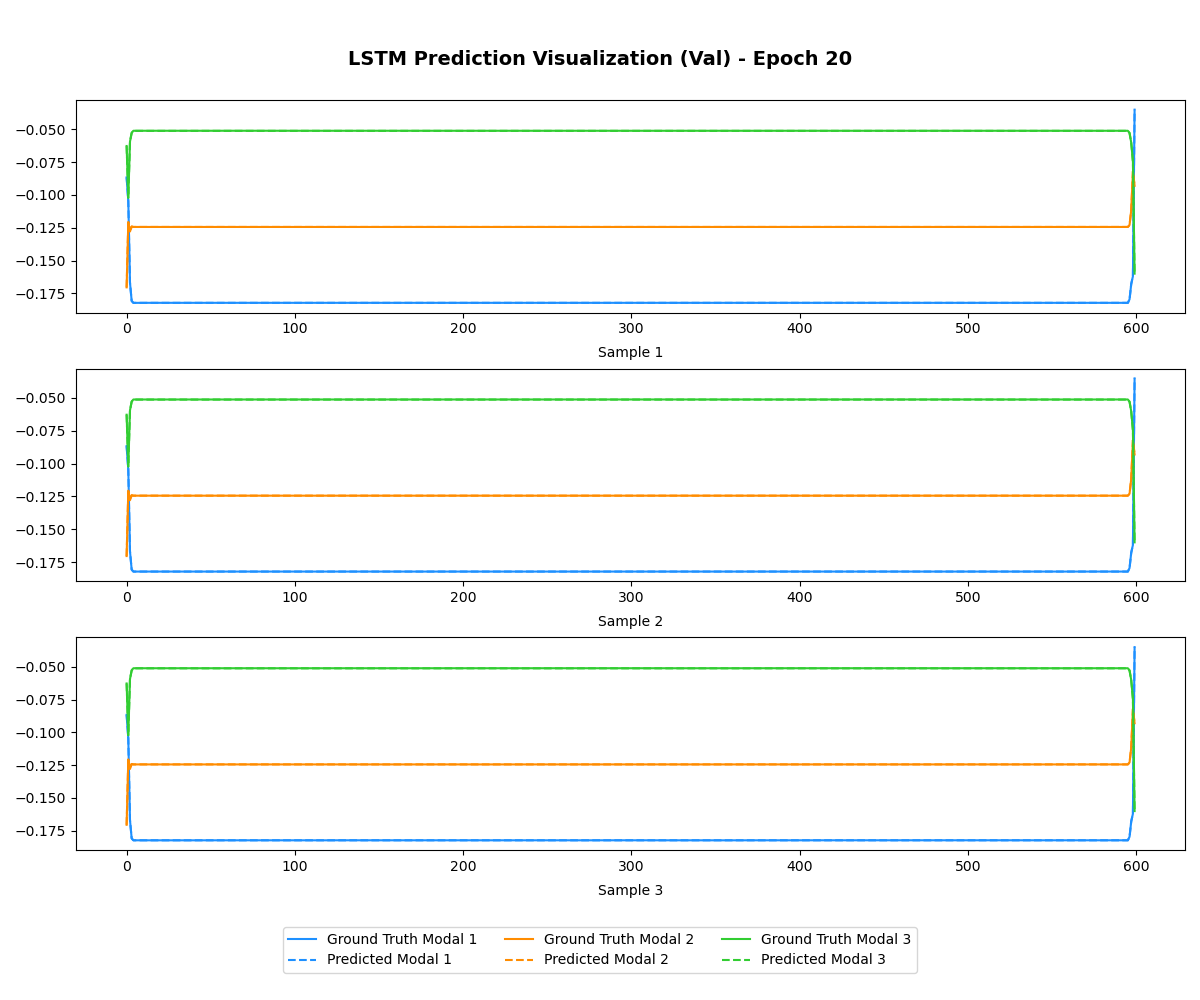 LSTM Prediction Visualization (Val) - Epoch 20
−0.050
−0.075
−0.100
−0.125
−0.150
−0.175
0 100 200 300 400 500 600
Sample 1
−0.050
−0.075
−0.100
−0.125
−0.150
−0.175
0 100 200 300 400 500 600
Sample 2
−0.050
−0.075
−0.100
−0.125
−0.150
−0.175
0 100 200 300 400 500 600
Sample 3
Ground Truth Modal 1 Ground Truth Modal 2 Ground Truth Modal 3
Predicted Modal 1 Predicted Modal 2 Predicted Modal 3